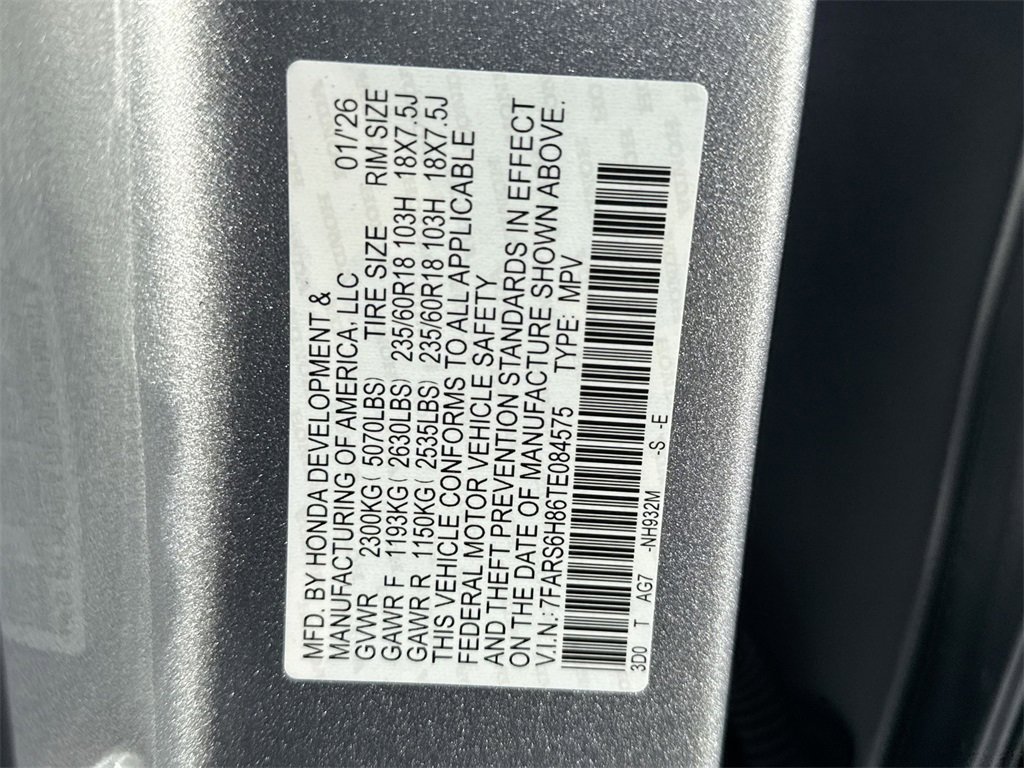 MFD. BY HONDA DEVELOPMENT &
MANUFACTURING OF AMERICA, LLC 01/'26
GVWR 2300KG ( 5070LBS) TIRE SIZE RIM SIZE
GAWR F 1193KG ( 2630LBS) 235/60R18 103H 18X7.5J
GAWR R 1150KG ( 2535LBS) 235/60R18 103H 18X7.5J
THIS VEHICLE CONFORMS TO ALL APPLICABLE
FEDERAL MOTOR VEHICLE SAFETY
AND THEFT PREVENTION STANDARDS IN EFFECT
ON THE DATE OF MANUFACTURE SHOWN ABOVE.
V.I.N.: 7FARS6H86TE084575 TYPE: MPV
3D0 T AG7 -NH932M -S -E